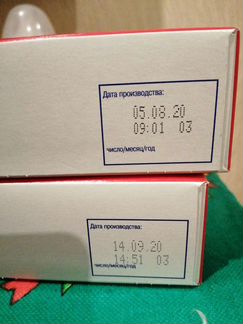 Дата производства:
05.08.20
09:01 03
число/месяц/год
Дата производства:
14.09.20
14:51 03
число/месяц/год